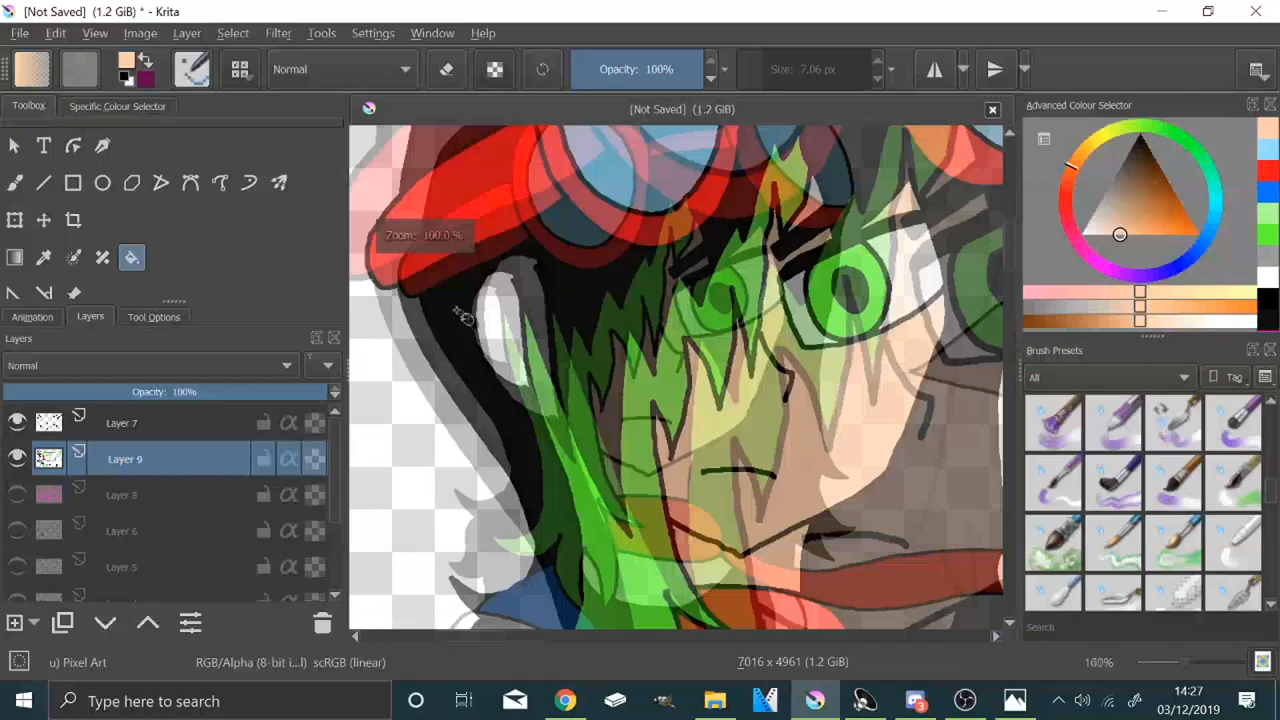 [Not Saved] (1.2 GiB) * - Krita
File Edit View Image Layer Select Filter Tools Settings Window Help
Normal
Opacity: 100%
Size: 7.06 px
Toolbox
Specific Colour Selector
[Not Saved] (1.2 GiB)
Advanced Colour Selector
Zoom: 100.0 %
Animation
Layers
Tool Options
Layers
Normal
Opacity: 100%
Layer 7
Layer 9
Layer 8
Layer 6
Layer 5
Brush Presets
All
Tag
Search
u) Pixel Art
RGB/Alpha (8-bit i...l) scRGB (linear)
7016 x 4961 (1.2 GiB)
100%
Type here to search
3
14:27
03/12/2019